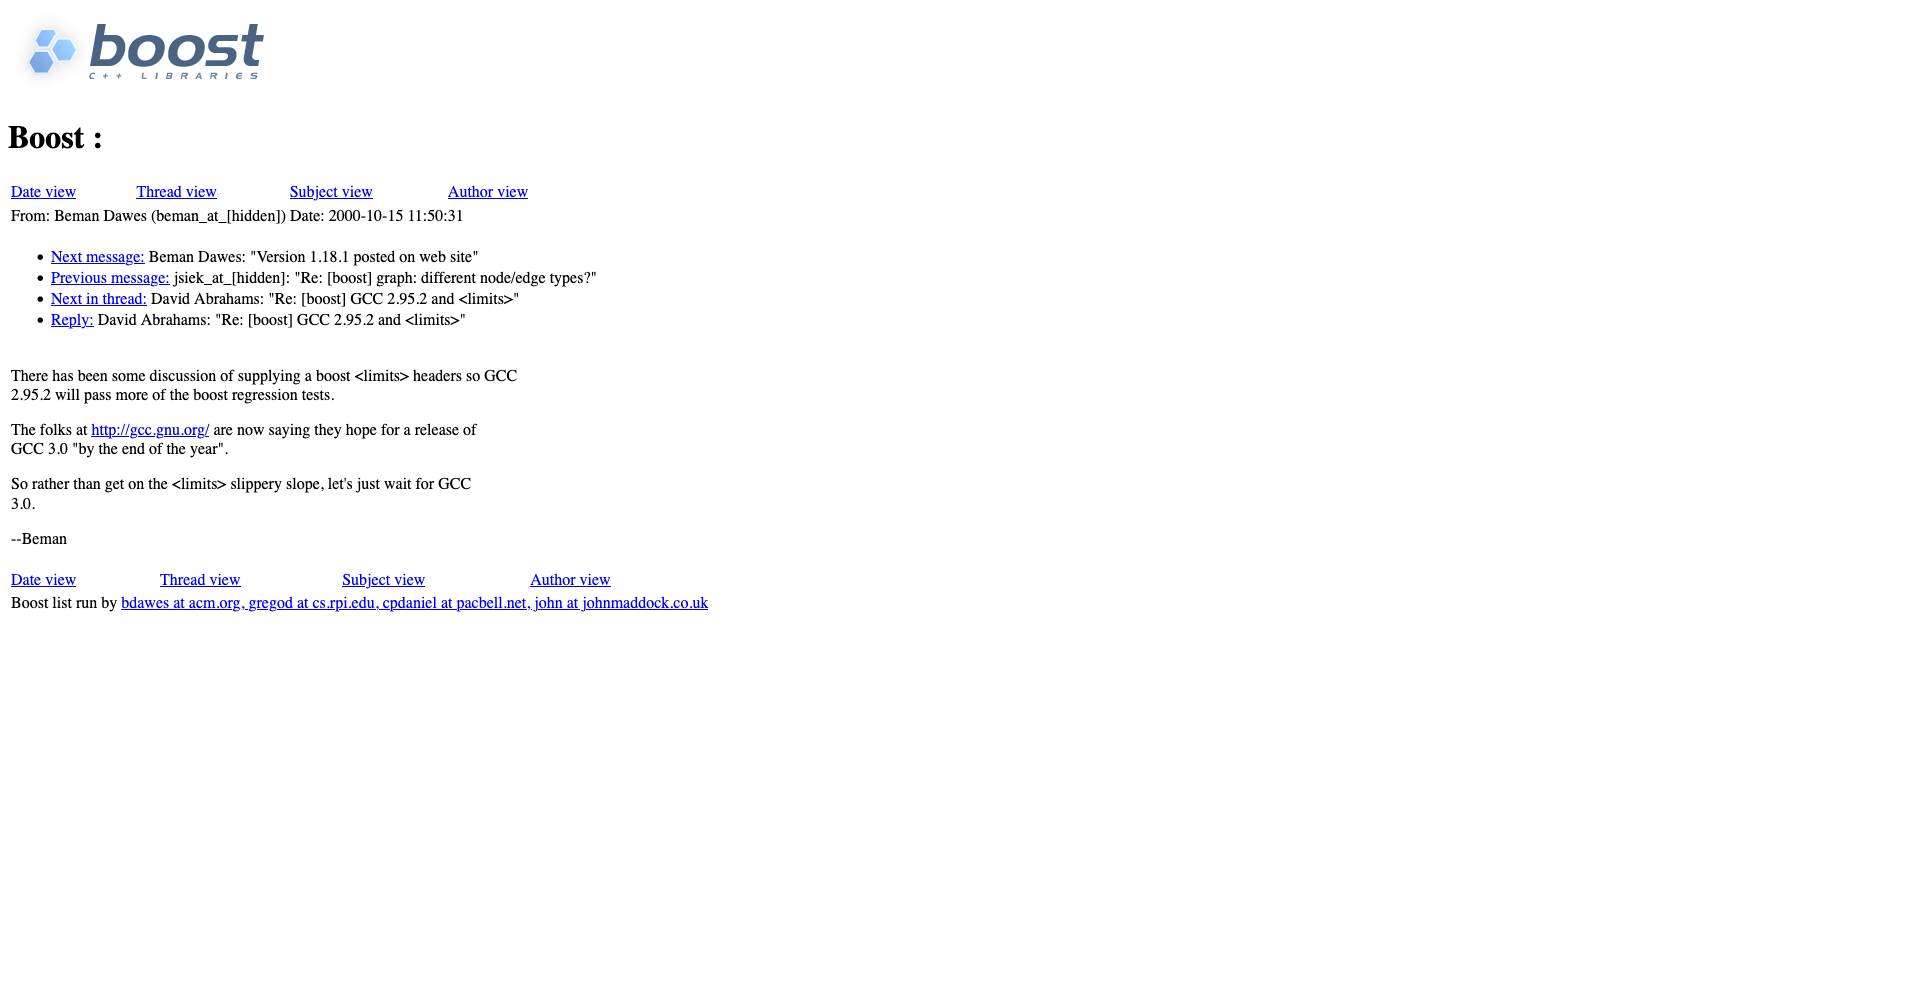 boost
C++ LIBRARIES
Boost :
Date view Thread view Subject view Author view
From: Beman Dawes (beman_at_[hidden]) Date: 2000-10-15 11:50:31
Next message: Beman Dawes: "Version 1.18.1 posted on web site"
Previous message: jsiek_at_[hidden]: "Re: [boost] graph: different node/edge types?"
Next in thread: David Abrahams: "Re: [boost] GCC 2.95.2 and <limits>"
Reply: David Abrahams: "Re: [boost] GCC 2.95.2 and <limits>"
There has been some discussion of supplying a boost <limits> headers so GCC
2.95.2 will pass more of the boost regression tests.
The folks at http://gcc.gnu.org/ are now saying they hope for a release of
GCC 3.0 "by the end of the year".
So rather than get on the <limits> slippery slope, let's just wait for GCC
3.0.
--Beman
Date view Thread view Subject view Author view
Boost list run by bdawes at acm.org, gregod at cs.rpi.edu, cpdaniel at pacbell.net, john at johnmaddock.co.uk